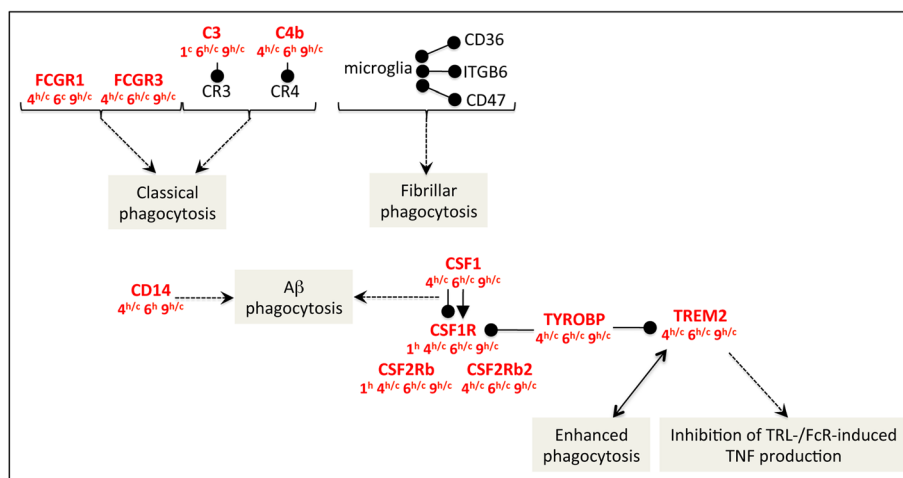 C3 C4b
1ᶜ 6ʰ/ᶜ 9ʰ/ᶜ 4ʰ/ᶜ 6ʰ 9ʰ/ᶜ
CD36
microglia
ITGB6
FCGR1 FCGR3
4ʰ/ᶜ 6ᶜ 9ʰ/ᶜ 4ʰ/ᶜ 6ʰ/ᶜ 9ʰ/ᶜ
CR3 CR4
CD47
Classical
phagocytosis
Fibrillar
phagocytosis
CD14
4ʰ/ᶜ 6ʰ 9ʰ/ᶜ
Aβ
phagocytosis
CSF1
4ʰ/ᶜ 6ʰ/ᶜ 9ʰ/ᶜ
CSF1R
1ʰ 4ʰ/ᶜ 6ʰ/ᶜ 9ʰ/ᶜ
TYROBP
4ʰ/ᶜ 6ʰ/ᶜ 9ʰ/ᶜ
TREM2
4ʰ/ᶜ 6ʰ/ᶜ 9ʰ/ᶜ
CSF2Rb CSF2Rb2
1ʰ 4ʰ/ᶜ 6ʰ/ᶜ 9ʰ/ᶜ 4ʰ/ᶜ 6ʰ/ᶜ 9ʰ/ᶜ
Enhanced
phagocytosis
Inhibition of TRL-/FcR-induced
TNF production